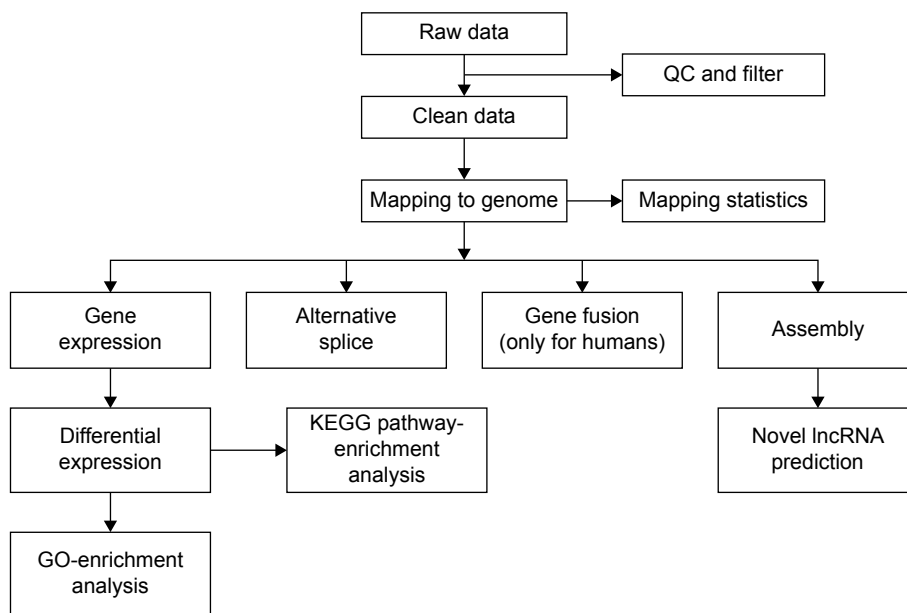 Raw data
QC and filter
Clean data
Mapping to genome
Mapping statistics
Gene
expression
Alternative
splice
Gene fusion
(only for humans)
Assembly
Differential
expression
KEGG pathway-
enrichment
analysis
Novel lncRNA
prediction
GO-enrichment
analysis